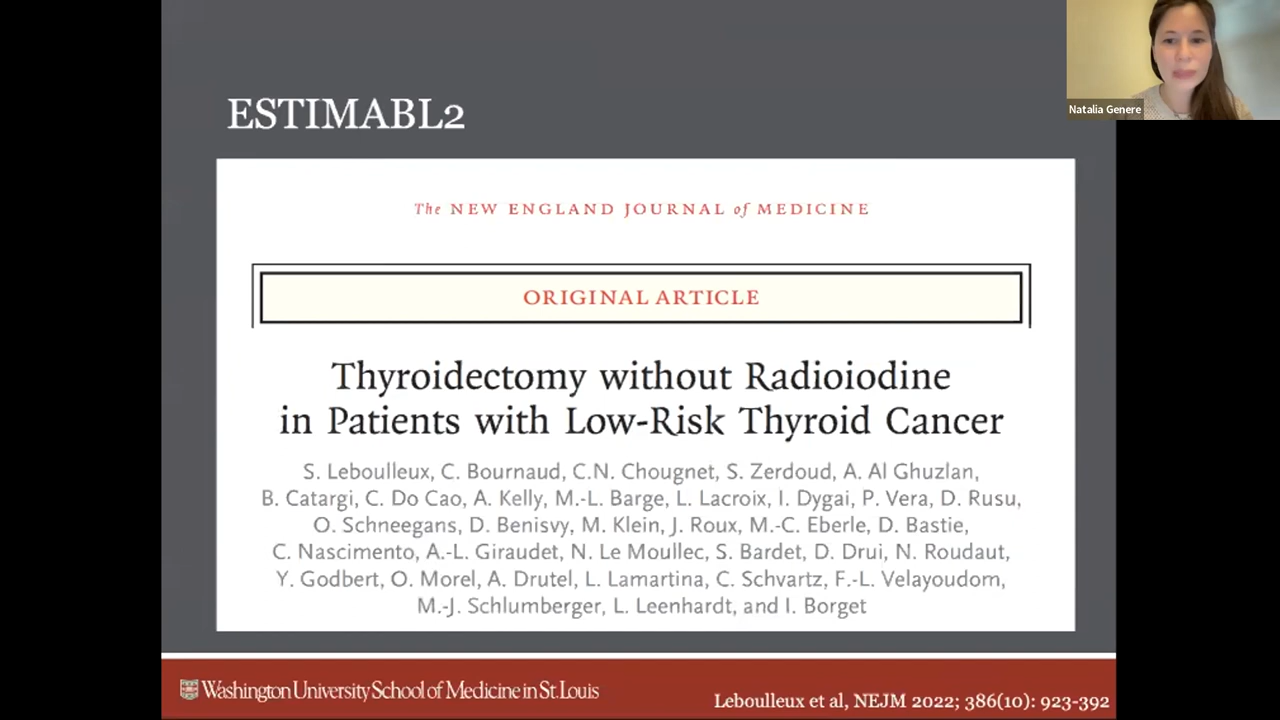 Natalia Genere
ESTIMABL2
The NEW ENGLAND JOURNAL of MEDICINE
ORIGINAL ARTICLE
Thyroidectomy without Radioiodine
in Patients with Low-Risk Thyroid Cancer
S. Leboulleux, C. Bournaud, C.N. Chougnet, S. Zerdoud, A. Al Ghuzlan,
B. Catargi, C. Do Cao, A. Kelly, M.-L. Barge, L. Lacroix, I. Dygai, P. Vera, D. Rusu,
O. Schneegans, D. Benisvy, M. Klein, J. Roux, M.-C. Eberle, D. Bastie,
C. Nascimento, A.-L. Giraudet, N. Le Moullec, S. Bardet, D. Drui, N. Roudaut,
Y. Godbert, O. Morel, A. Drutel, L. Lamartina, C. Schvartz, F.-L. Velayoudom,
M.-J. Schlumberger, L. Leenhardt, and I. Borget
Washington University School of Medicine in St. Louis
Leboulleux et al, NEJM 2022; 386(10): 923-392